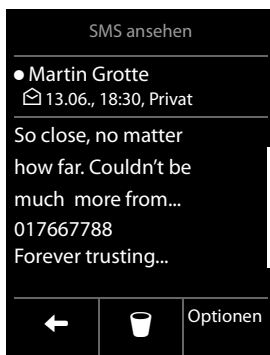 SMS ansehen
Martin Grotte
13.06., 18:30, Privat
So close, no matter
how far. Couldn't be
much more from...
017667788
Forever trusting...
Optionen